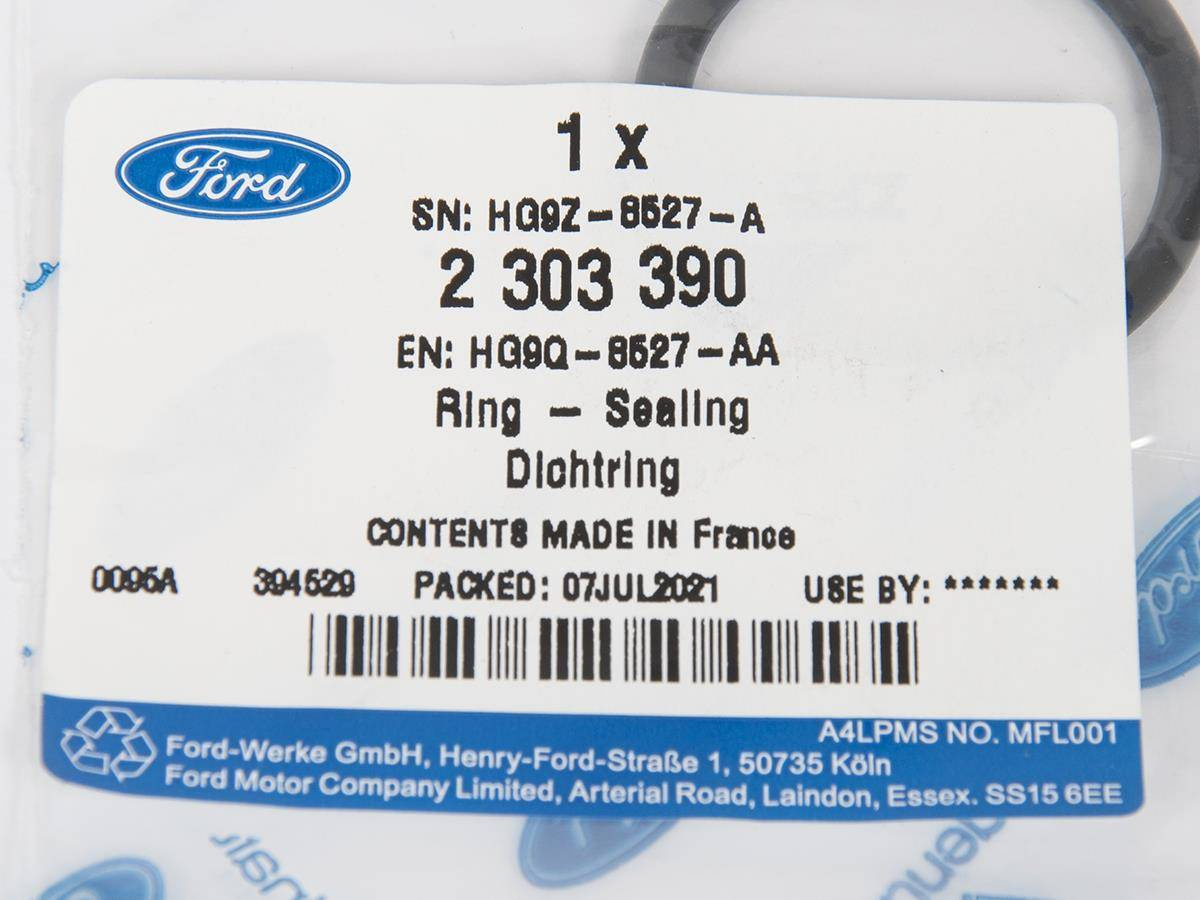 Ford
1 x
SN: HG9Z-8527-A
2 303 390
EN: HG9Q-8527-AA
Ring - Sealing
Dichtring
CONTENTS MADE IN France
0095A 394529 PACKED: 07JUL2021 USE BY: *******
A4LPMS NO. MFL001
Ford-Werke GmbH, Henry-Ford-Straße 1, 50735 Köln
Ford Motor Company Limited, Arterial Road, Laindon, Essex. SS15 6EE